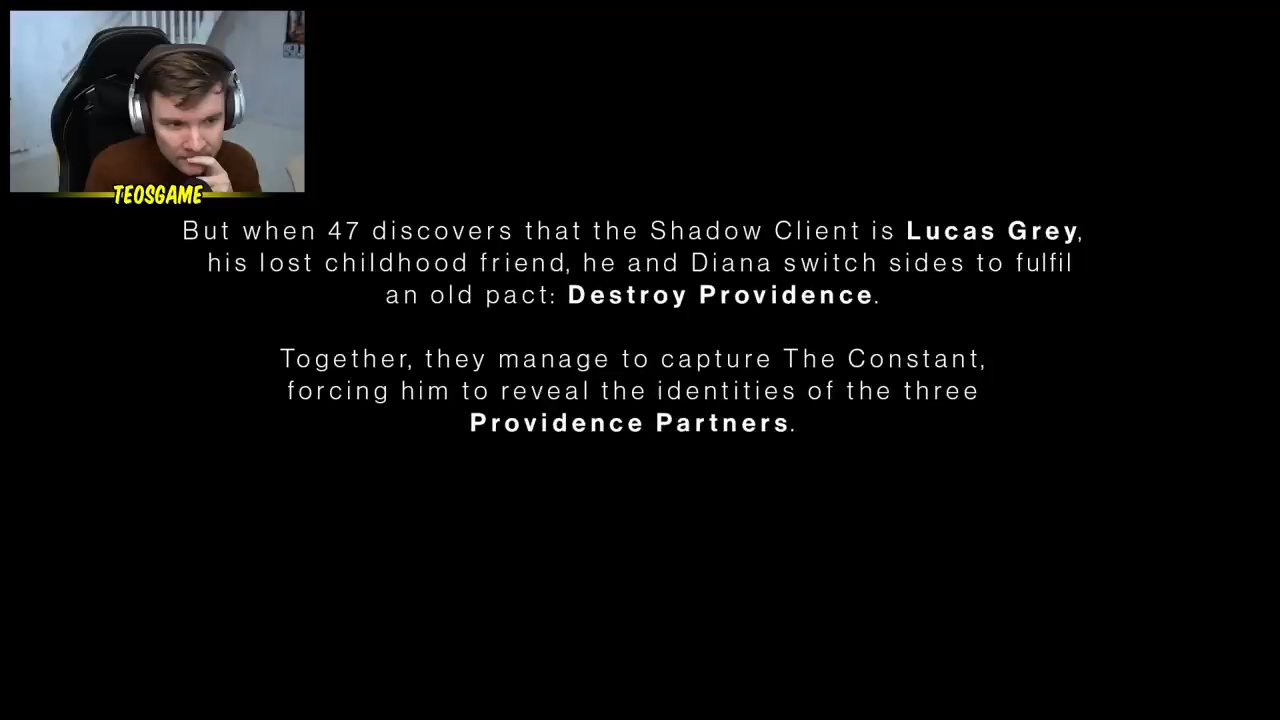 TEOSGAME
But when 47 discovers that the Shadow Client is Lucas Grey,
his lost childhood friend, he and Diana switch sides to fulfil
an old pact: Destroy Providence.
Together, they manage to capture The Constant,
forcing him to reveal the identities of the three
Providence Partners.